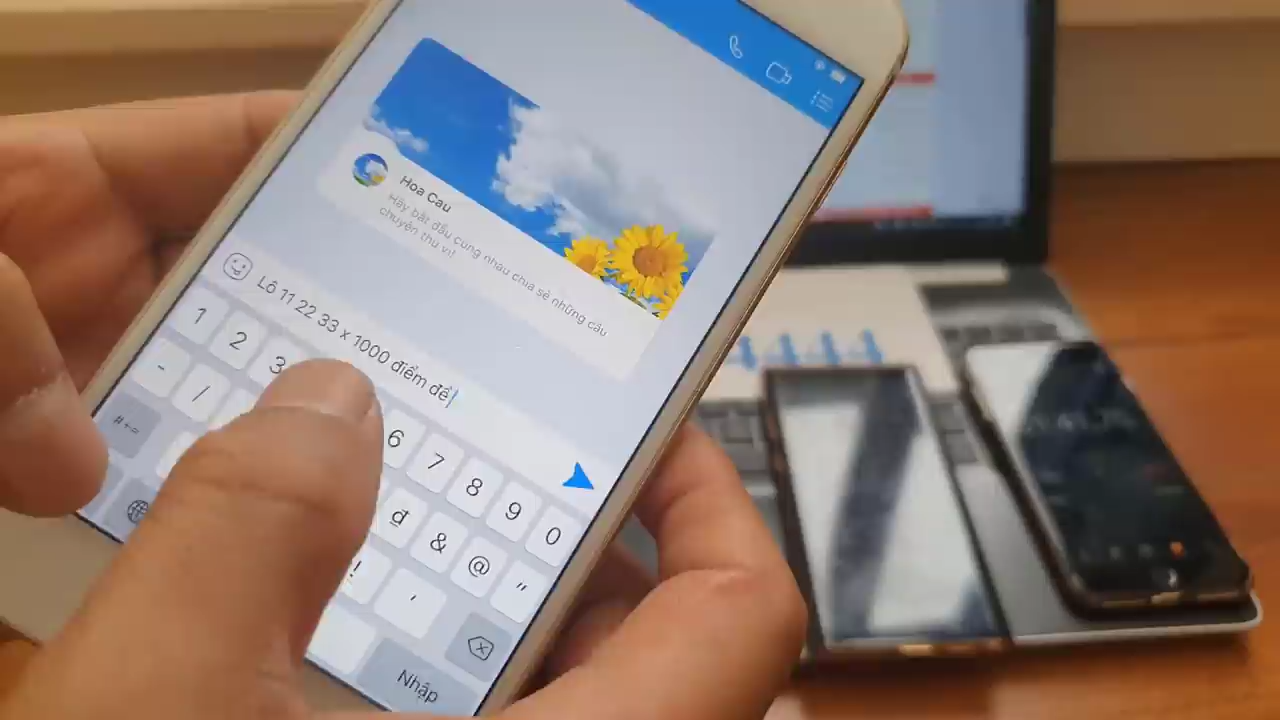 Hoa Cau
Hãy bắt đầu cùng nhau chia sẻ những câu
chuyện thú vị!
Lô 11 22 33 x 1000 điểm đề
1 2 3 6 7 8 9 0
- / đ & @ "
#+= ! '
Nhập